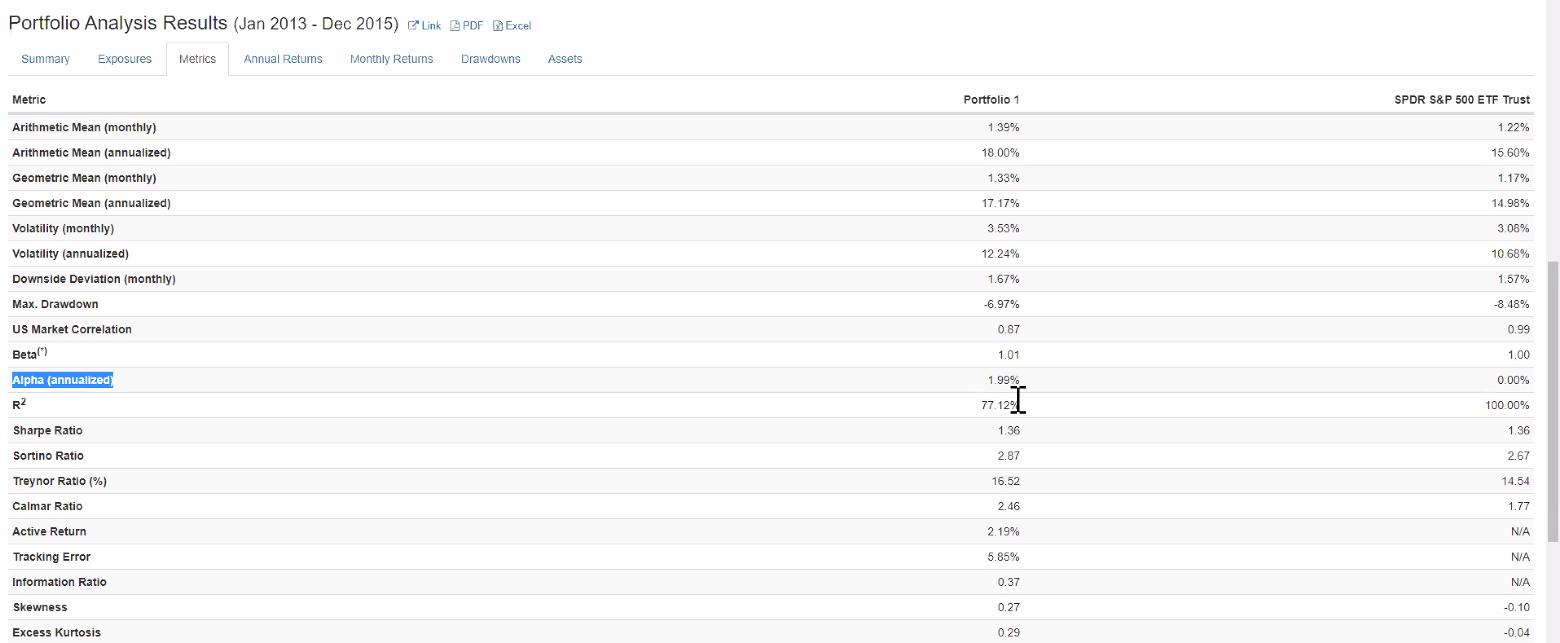 Portfolio Analysis Results (Jan 2013 - Dec 2015) Link PDF Excel
Summary Exposures Metrics Annual Returns Monthly Returns Drawdowns Assets
Metric Portfolio 1 SPDR S&P 500 ETF Trust
Arithmetic Mean (monthly) 1.39% 1.22%
Arithmetic Mean (annualized) 18.00% 15.60%
Geometric Mean (monthly) 1.33% 1.17%
Geometric Mean (annualized) 17.17% 14.98%
Volatility (monthly) 3.53% 3.08%
Volatility (annualized) 12.24% 10.68%
Downside Deviation (monthly) 1.67% 1.57%
Max. Drawdown -6.97% -8.48%
US Market Correlation 0.87 0.99
Beta(*) 1.01 1.00
Alpha (annualized) 1.99% 0.00%
R2 77.12% 100.00%
Sharpe Ratio 1.36 1.36
Sortino Ratio 2.87 2.67
Treynor Ratio (%) 16.52 14.54
Calmar Ratio 2.46 1.77
Active Return 2.19% N/A
Tracking Error 5.85% N/A
Information Ratio 0.37 N/A
Skewness 0.27 -0.10
Excess Kurtosis 0.29 -0.04